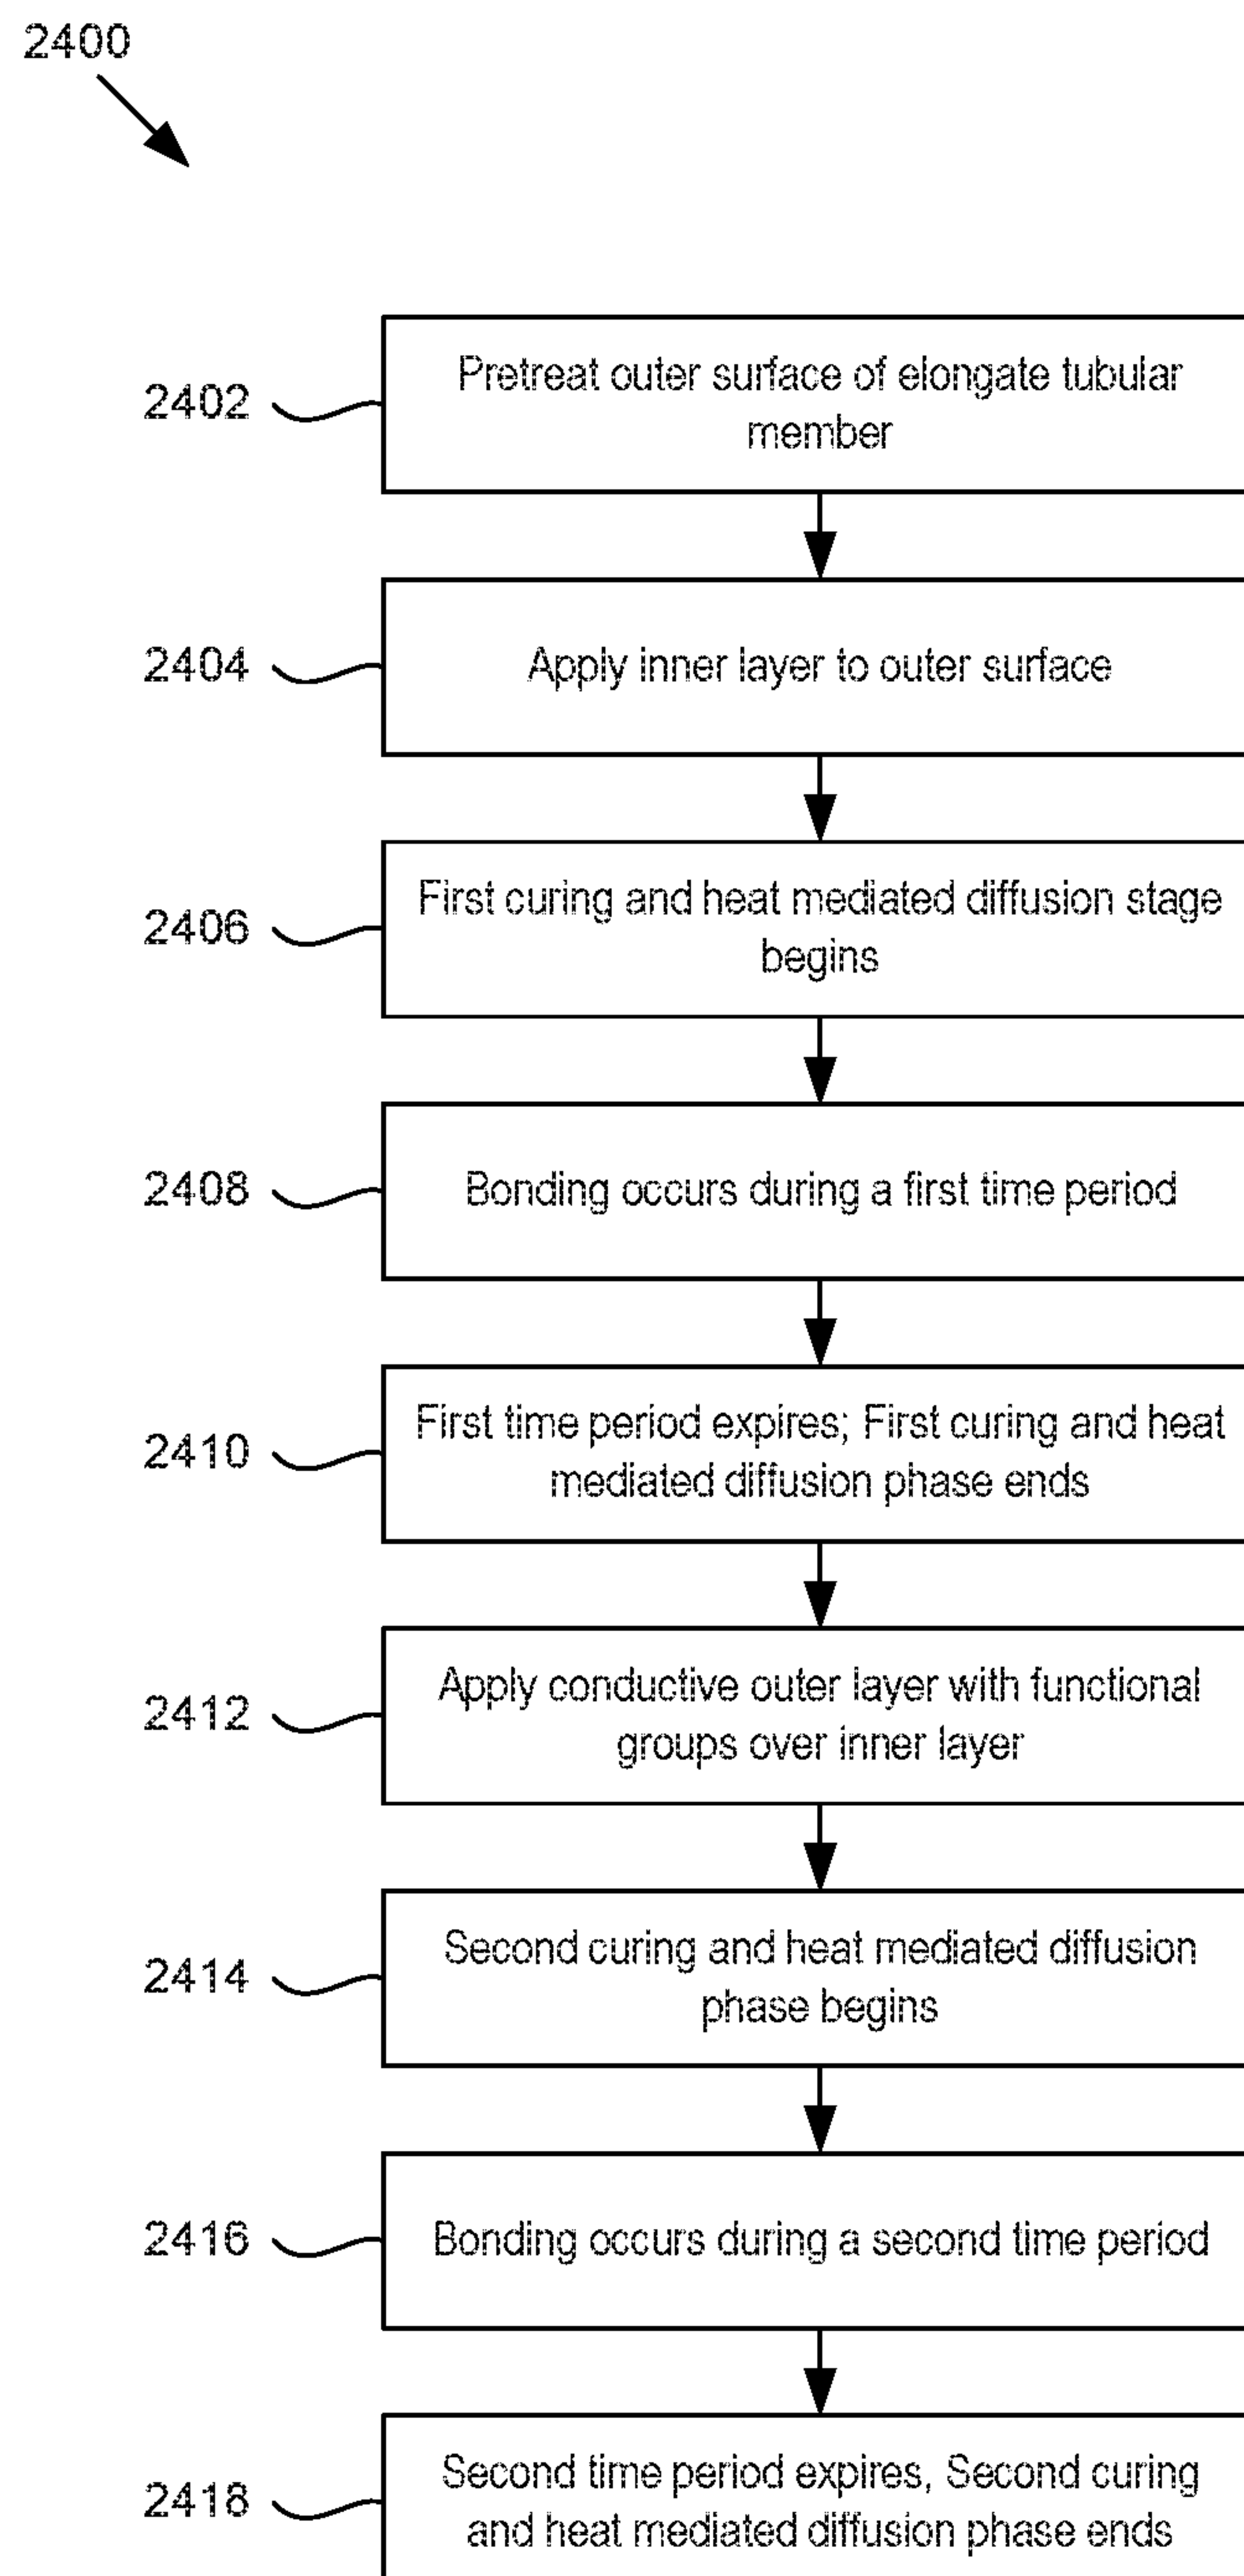 2400
2402
Pretreat outer surface of elongate tubular
member
2404
Apply inner layer to outer surface
2406
First curing and heat mediated diffusion stage
begins
2408
Bonding occurs during a first time period
2410
First time period expires; First curing and heat
mediated diffusion phase ends
2412
Apply conductive outer layer with functional
groups over inner layer
2414
Second curing and heat mediated diffusion
phase begins
2416
Bonding occurs during a second time period
2418
Second time period expires, Second curing
and heat mediated diffusion phase ends